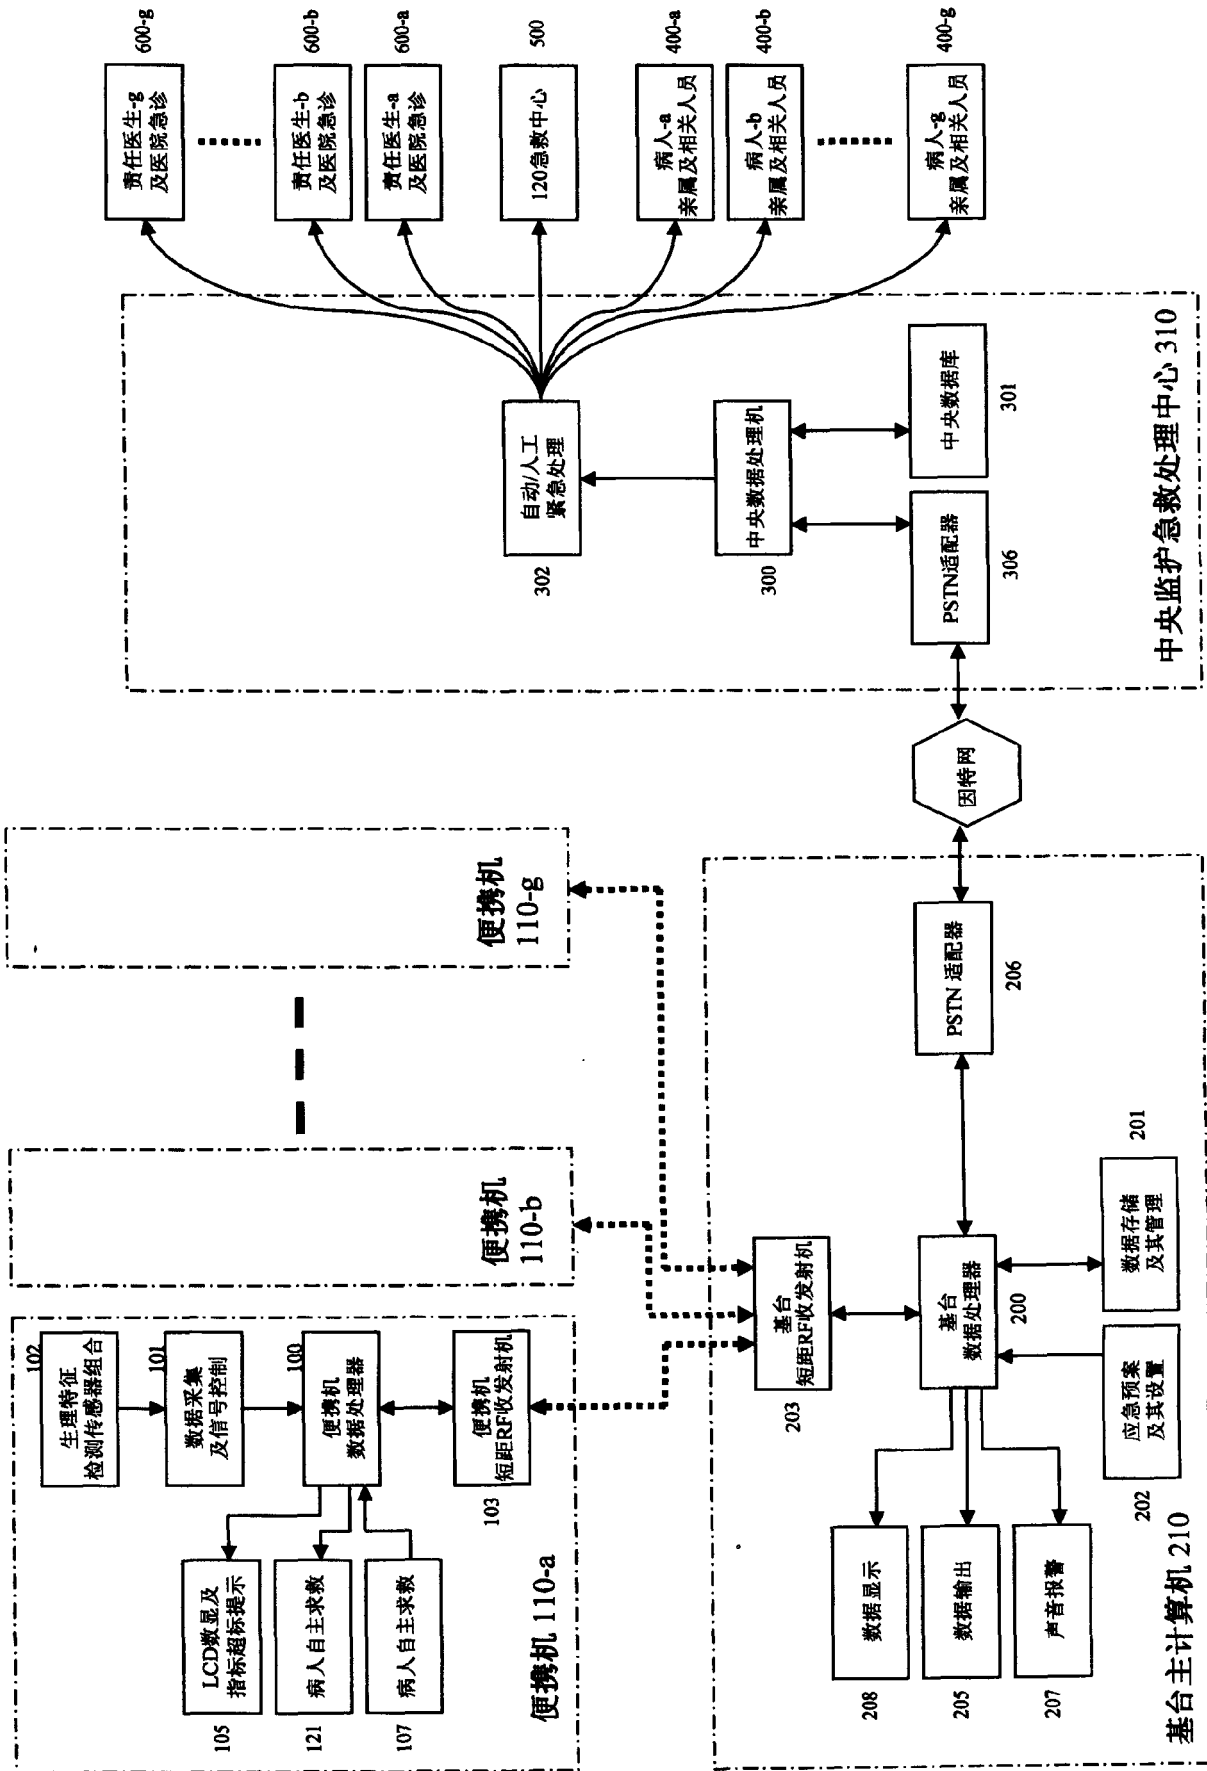 102
生理特征
检测传感器组合
101
数据采集
及信号控制
100
便携机
数据处理器
便携机
短距RF收发射机
103
LCD数显及
指标超标提示
105
病人自主求救
121
病人自主求救
107
便携机 110-a
便携机
110-b
便携机
110-g
基台
短距RF收发射机
203
基台
数据处理器
200
数据存储
及其管理
201
应急预案
及其设置
202
数据显示
208
数据输出
205
声音报警
207
PSTN 适配器
206
基台主计算机 210
因特网
PSTN适配器
306
中央数据处理机
300
中央数据库
301
自动/人工
紧急处理
302
中央监护急救处理中心 310
600-g
责任医生-g
及医院急诊
600-b
责任医生-b
及医院急诊
600-a
责任医生-a
及医院急诊
500
120急救中心
400-a
病人-a
亲属及相关人员
400-b
病人-b
亲属及相关人员
400-g
病人-g
亲属及相关人员